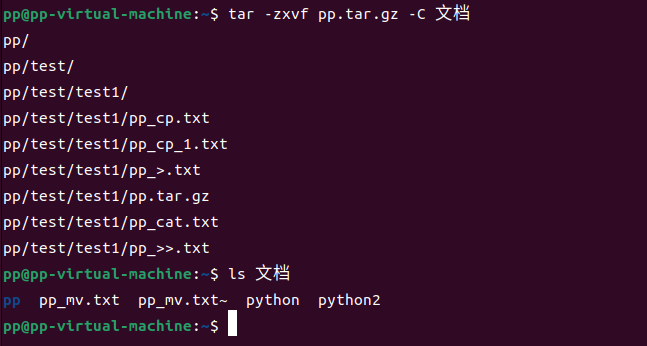 pp@pp-virtual-machine:~$ tar -zxvf pp.tar.gz -C 文档
pp/
pp/test/
pp/test/test1/
pp/test/test1/pp_cp.txt
pp/test/test1/pp_cp_1.txt
pp/test/test1/pp_>.txt
pp/test/test1/pp.tar.gz
pp/test/test1/pp_cat.txt
pp/test/test1/pp_>>.txt
pp@pp-virtual-machine:~$ ls 文档
pp  pp_mv.txt  pp_mv.txt~  python  python2
pp@pp-virtual-machine:~$